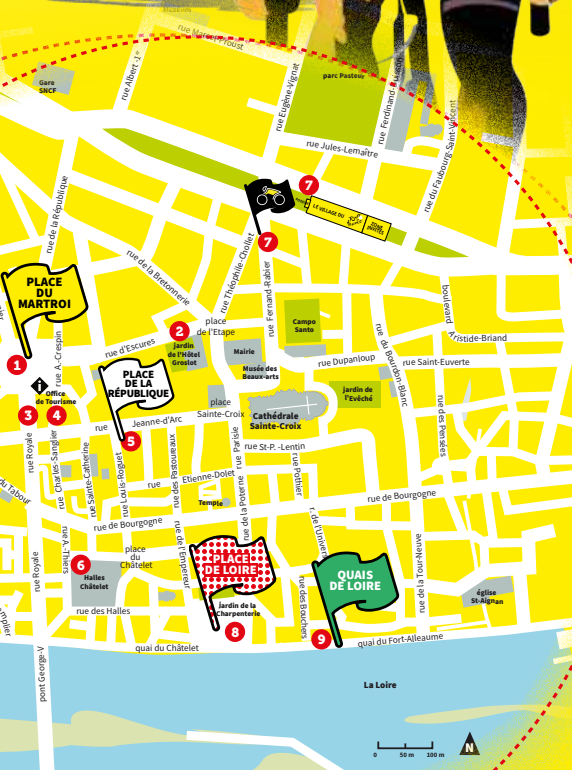 rue Marcel-Proust
Gare
SNCF
rue Albert -1er
rue Eugène-Vignat
parc Pasteur
rue Jules-Lemaître
rue du Faubourg-Saint-Vincent
rue de la République
7
LE VILLAGE DU
7
rue de la Bretonnerie
rue Théophile-Chollet
rue Fernand-Rabier
PLACE
DU
MARTROI
1
2
place
de l'Etape
Campo
Santo
boulevard
Aristide-Briand
rue A.-Crespin
rue d'Escures
jardin
de l'Hôtel
Groslot
Mairie
Musée des
Beaux-arts
rue Dupanloup
rue du Bourdon-Blanc
rue Saint-Euverte
PLACE
DE LA
RÉPUBLIQUE
i
Office
de Tourisme
3
4
5
place
Sainte-Croix
Cathédrale
Sainte-Croix
jardin de
l'Evêché
rue des Pensées
rue
Jeanne-d'Arc
rue Royale
rue Charles-Sanglier
rue Sainte-Catherine
rue Louis-Roguet
rue des Pastoureaux
rue Parisie
rue St-P. -Lentin
rue Pothier
du Tabour
rue
Etienne-Dolet
Temple
rue de la Poterne
rue de Bourgogne
rue de Bourgogne
rue Royale
rue A.-Thiers
place
du
Châtelet
rue de l'Empereur
6
Halles
Châtelet
PLACE
DE LOIRE
QUAIS
DE LOIRE
rue de la Tour-Neuve
rue des Halles
jardin de la
Charpenterie
8
rue des Bouchers
9
église
St-Aignan
quai du Châtelet
quai du Fort-Alleaume
pont George-V
La Loire
0
50 m
100 m
N